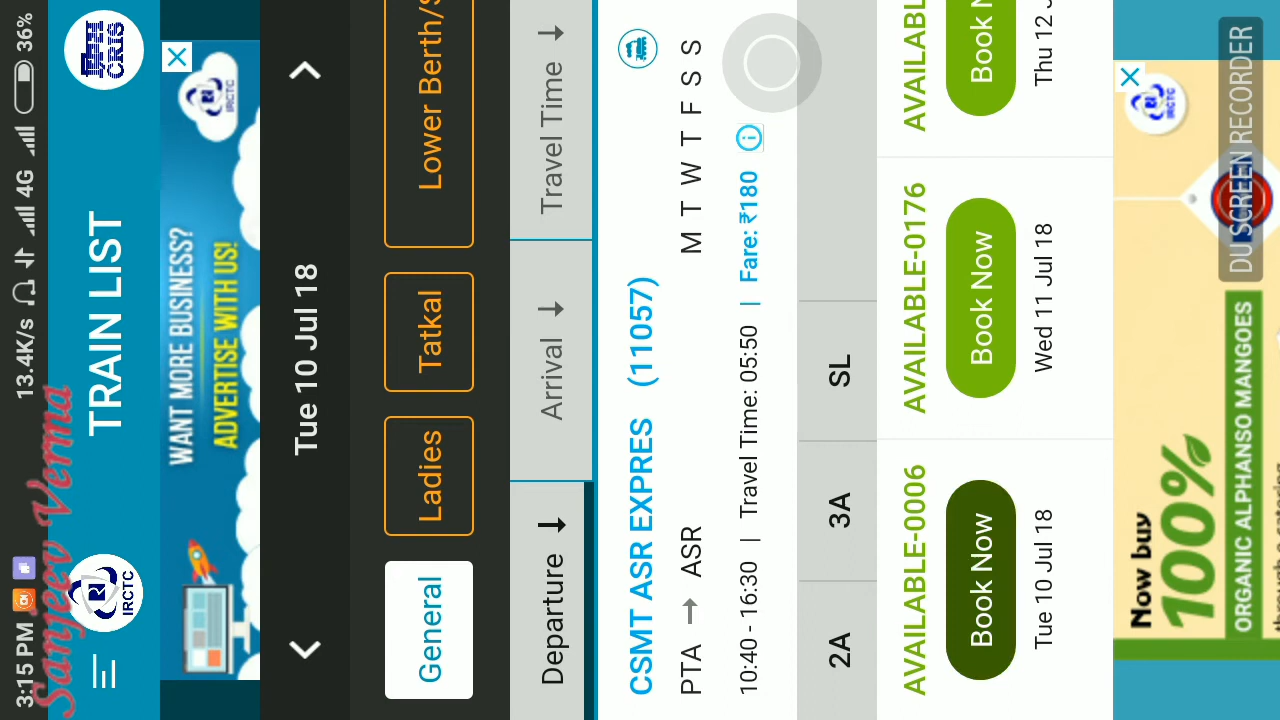 3:15 PM 13.4K/s 4G 36%
Sanjeev Verma
IRCTC
TRAIN LIST
CRIS
WANT MORE BUSINESS?
ADVERTISE WITH US!
IRCTC
Tue 10 Jul 18
General Ladies Tatkal Lower Berth/S
Departure Arrival Travel Time
CSMT ASR EXPRES (11057)
PTA → ASR M T W T F S S
10:40 - 16:30 | Travel Time: 05:50 | Fare: ₹180
2A 3A SL
AVAILABLE-0006 AVAILABLE-0176 AVAILABL
Book Now Book Now Book N
Tue 10 Jul 18 Wed 11 Jul 18 Thu 12 J
Now buy
100%
ORGANIC ALPHANSO MANGOES
DU SCREEN RECORDER